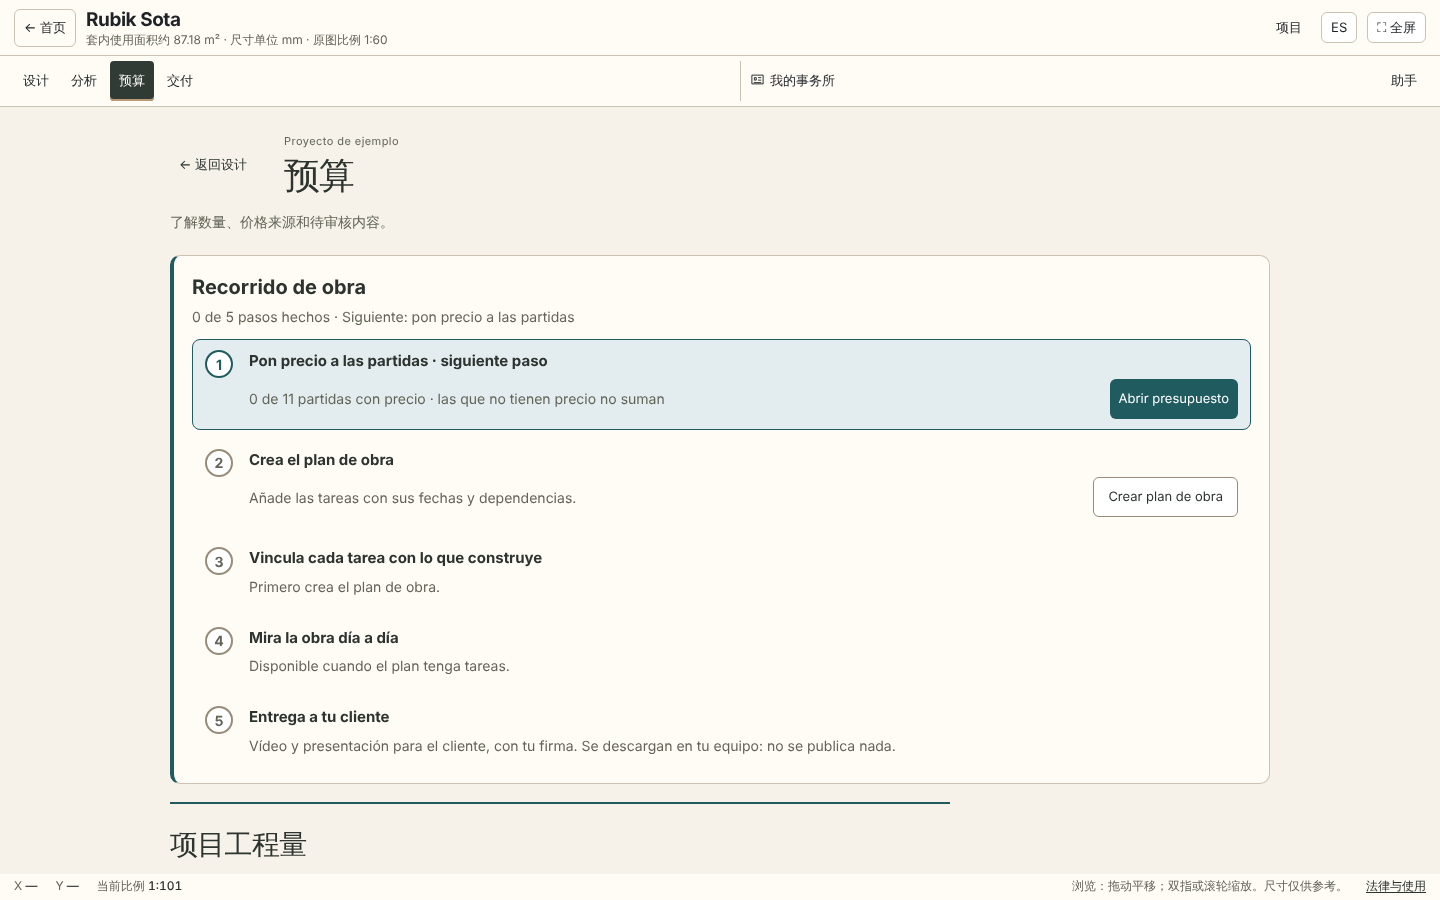 ← 首页
Rubik Sota
套内使用面积约 87.18 m² · 尺寸单位 mm · 原图比例 1:60
项目
ES
全屏
设计
分析
预算
交付
我的事务所
助手
← 返回设计
Proyecto de ejemplo
预算
了解数量、价格来源和待审核内容。
Recorrido de obra
0 de 5 pasos hechos · Siguiente: pon precio a las partidas
1
Pon precio a las partidas · siguiente paso
0 de 11 partidas con precio · las que no tienen precio no suman
Abrir presupuesto
2
Crea el plan de obra
Añade las tareas con sus fechas y dependencias.
Crear plan de obra
3
Vincula cada tarea con lo que construye
Primero crea el plan de obra.
4
Mira la obra día a día
Disponible cuando el plan tenga tareas.
5
Entrega a tu cliente
Vídeo y presentación para el cliente, con tu firma. Se descargan en tu equipo: no se publica nada.
项目工程量
X —
Y —
当前比例 1:101
浏览：拖动平移；双指或滚轮缩放。尺寸仅供参考。
法律与使用